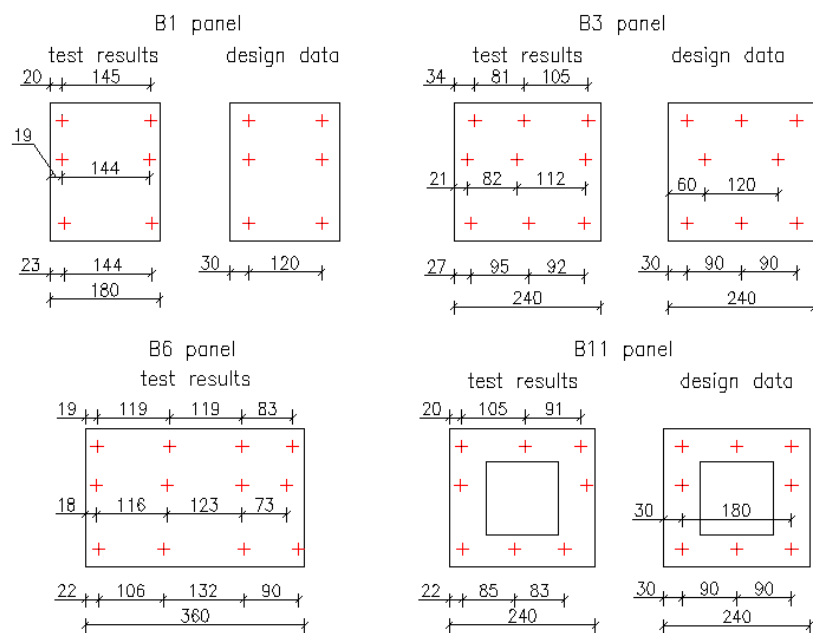 B1 panel
test results design data
20 145
19
144
23 144 30 120
180
B3 panel
test results design data
34 81 105
21 82 112 60 120
27 95 92 30 90 90
240 240
B6 panel
test results
19 119 119 83
18 116 123 73
22 106 132 90
360
B11 panel
test results design data
20 105 91
30 180
22 85 83 30 90 90
240 240